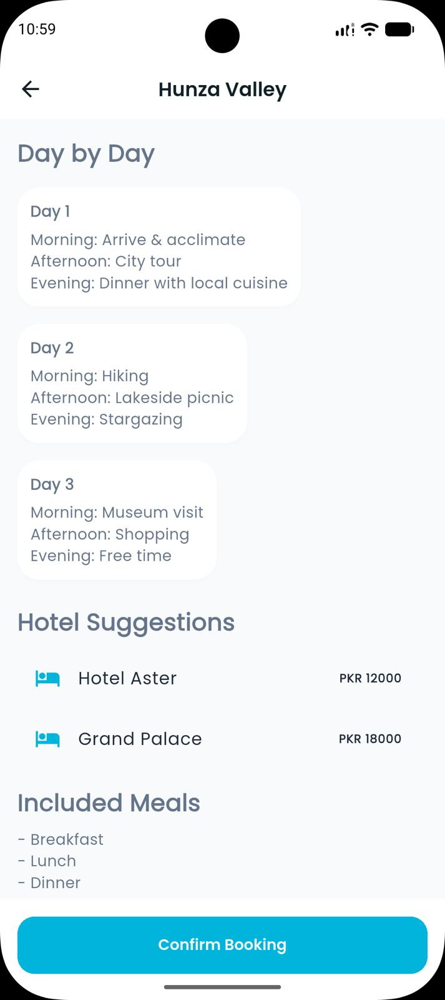 10:59
Hunza Valley
Day by Day
Day 1
Morning: Arrive & acclimate
Afternoon: City tour
Evening: Dinner with local cuisine
Day 2
Morning: Hiking
Afternoon: Lakeside picnic
Evening: Stargazing
Day 3
Morning: Museum visit
Afternoon: Shopping
Evening: Free time
Hotel Suggestions
Hotel Aster PKR 12000
Grand Palace PKR 18000
Included Meals
- Breakfast
- Lunch
- Dinner
Confirm Booking